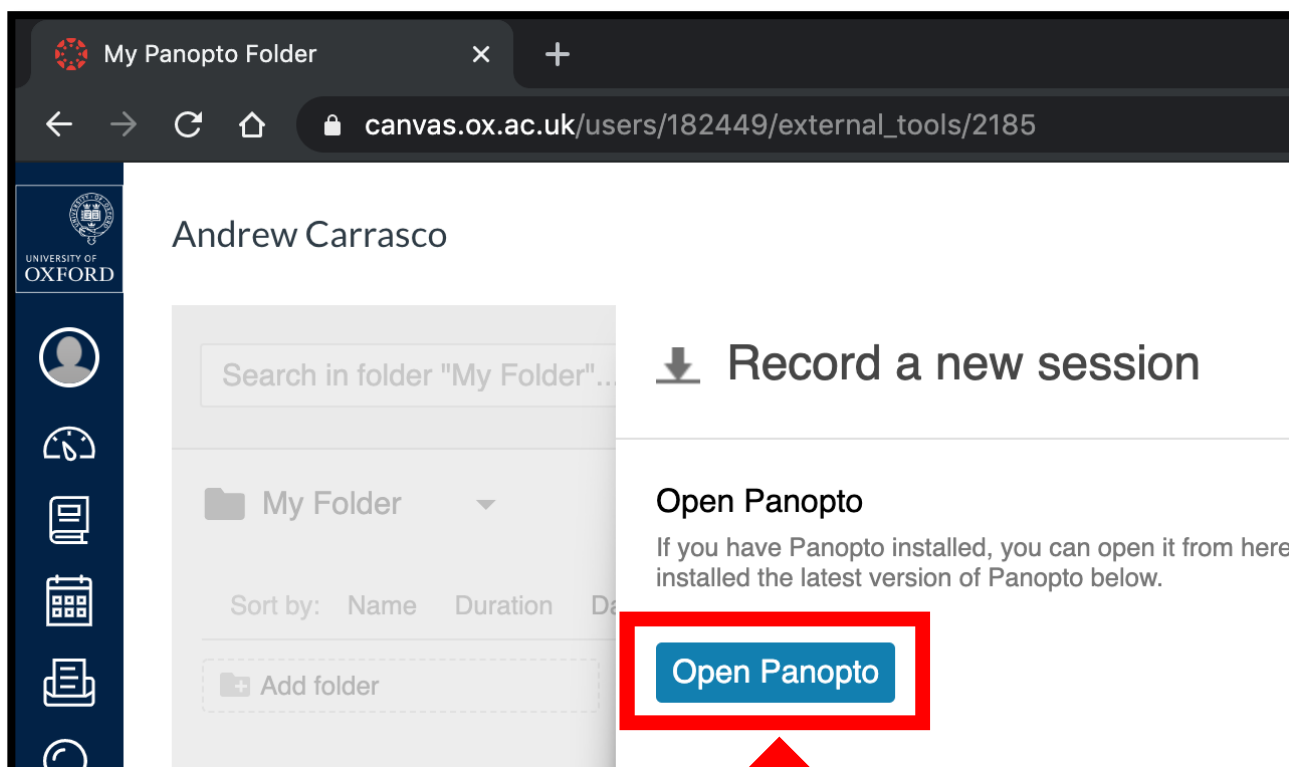 My Panopto Folder
canvas.ox.ac.uk/users/182449/external_tools/2185
UNIVERSITY OF
OXFORD
Andrew Carrasco
Search in folder "My Folder"...
My Folder
Sort by: Name Duration
Add folder
Record a new session
Open Panopto
If you have Panopto installed, you can open it from here
installed the latest version of Panopto below.
Open Panopto